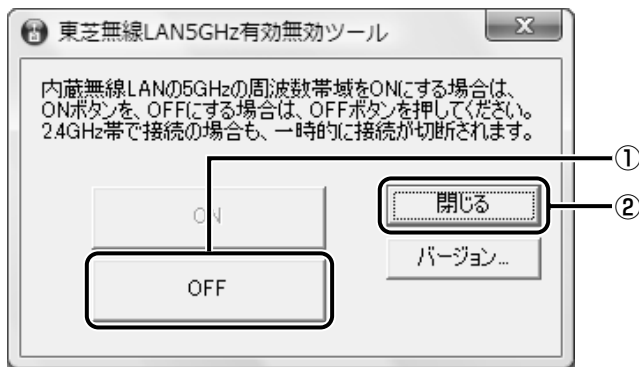 東芝無線LAN5GHz有効無効ツール
内蔵無線LANの5GHzの周波数帯域をONにする場合は、
ONボタンを、OFFにする場合は、OFFボタンを押してください。
2.4GHz帯で接続の場合も、一時的に接続が切断されます。
①
ON
閉じる
②
バージョン...
OFF